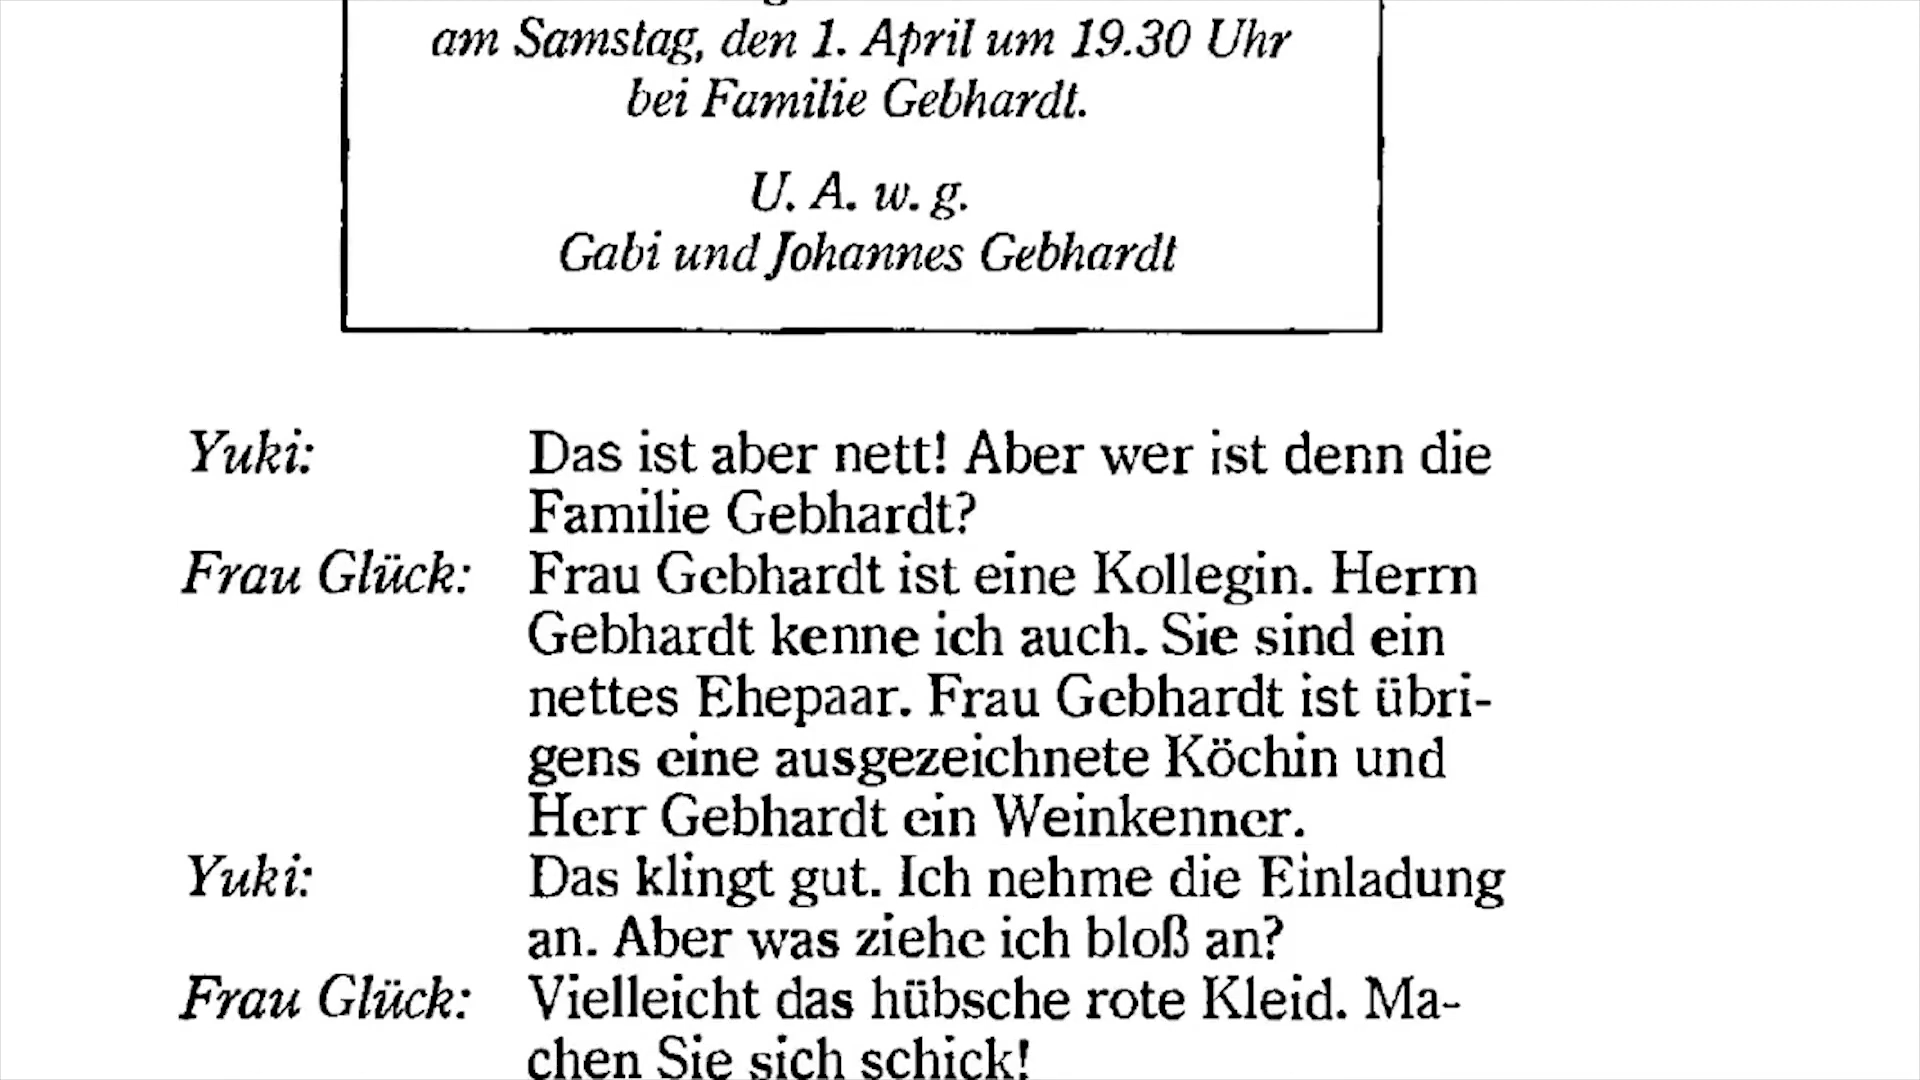 am Samstag, den 1. April um 19.30 Uhr
bei Familie Gebhardt.
U. A. w. g.
Gabi und Johannes Gebhardt
Yuki: Das ist aber nett! Aber wer ist denn die
Familie Gebhardt?
Frau Glück: Frau Gebhardt ist eine Kollegin. Herrn
Gebhardt kenne ich auch. Sie sind ein
nettes Ehepaar. Frau Gebhardt ist übri-
gens eine ausgezeichnete Köchin und
Herr Gebhardt ein Weinkenner.
Yuki: Das klingt gut. Ich nehme die Einladung
an. Aber was ziehe ich bloß an?
Frau Glück: Vielleicht das hübsche rote Kleid. Ma-
chen Sie sich schick!